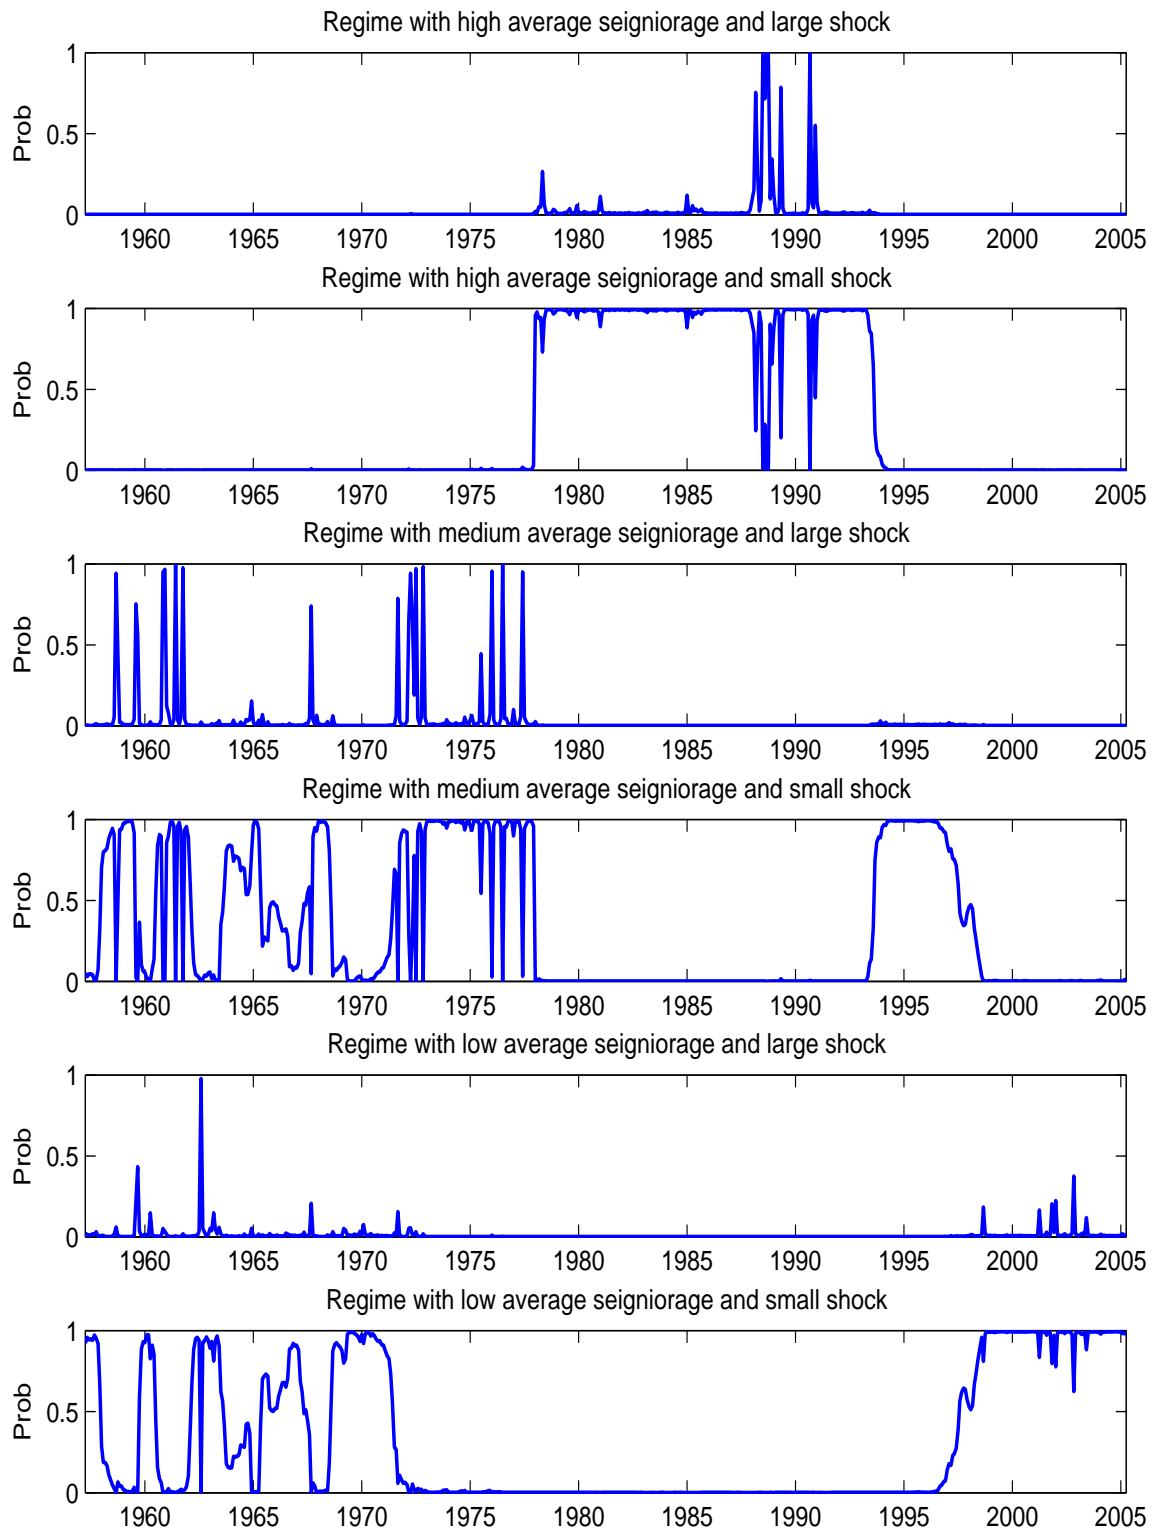 Regime with high average seigniorage and large shock
1
0.5
0
Prob
1960 1965 1970 1975 1980 1985 1990 1995 2000 2005
Regime with high average seigniorage and small shock
1
0.5
0
Prob
1960 1965 1970 1975 1980 1985 1990 1995 2000 2005
Regime with medium average seigniorage and large shock
1
0.5
0
Prob
1960 1965 1970 1975 1980 1985 1990 1995 2000 2005
Regime with medium average seigniorage and small shock
1
0.5
0
Prob
1960 1965 1970 1975 1980 1985 1990 1995 2000 2005
Regime with low average seigniorage and large shock
1
0.5
0
Prob
1960 1965 1970 1975 1980 1985 1990 1995 2000 2005
Regime with low average seigniorage and small shock
1
0.5
0
Prob
1960 1965 1970 1975 1980 1985 1990 1995 2000 2005